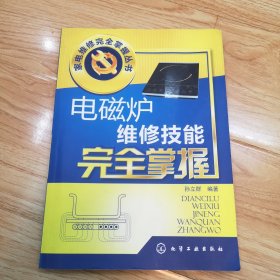 家电维修完全掌握丛书
电磁炉
维修技能
完全掌握
孙立群 编著
DIANCILU
WEIXIU
JINENG
WANQUAN
ZHANGWO
化学工业出版社